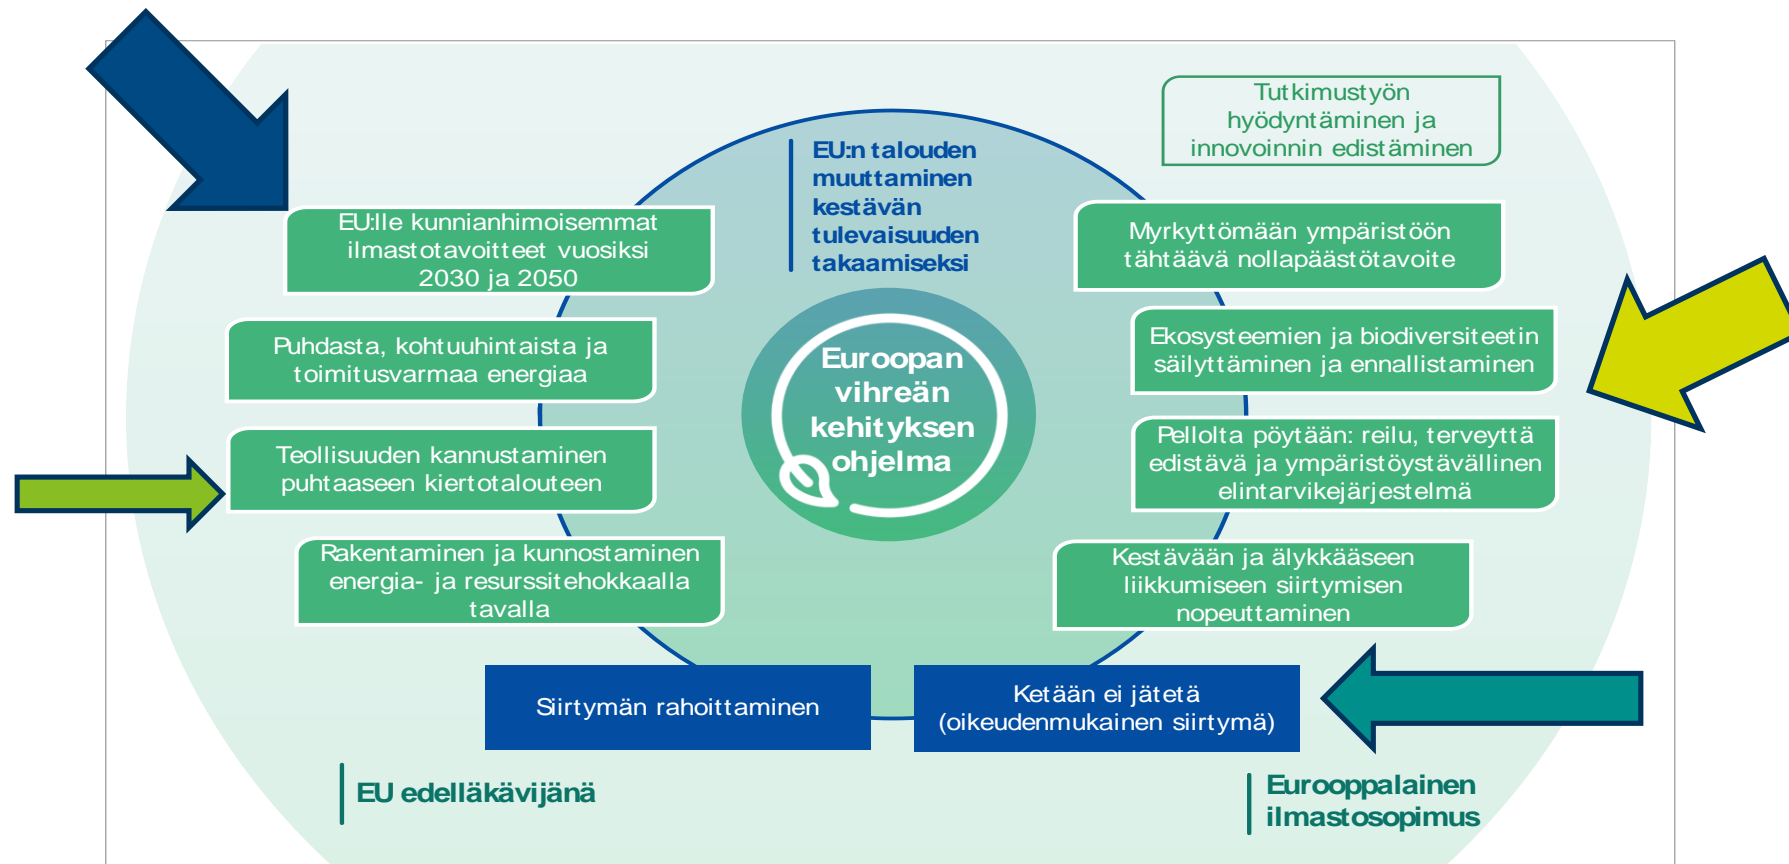 Tutkimustyön
hyödyntäminen ja
innovoinnin edistäminen
EU:n talouden
muuttaminen
kestävän
tulevaisuuden
takaamiseksi
EU:lle kunnianhimoisemmat
ilmastotavoitteet vuosiksi
2030 ja 2050
Puhdasta, kohtuuhintaista ja
toimitusvarmaa energiaa
Teollisuuden kannustaminen
puhtaaseen kiertotalouteen
Rakentaminen ja kunnostaminen
energia- ja resurssitehokkaalla
tavalla
Euroopan
vihreän
kehityksen
ohjelma
Myrkyttömään ympäristöön
tähtäävä nollapäästötavoite
Ekosysteemien ja biodiversiteetin
säilyttäminen ja ennallistaminen
Pellolta pöytään: reilu, terveyttä
edistävä ja ympäristöystävällinen
elintarvikejärjestelmä
Kestävään ja älykkääseen
liikkumiseen siirtymisen
nopeuttaminen
Siirtymän rahoittaminen
Ketään ei jätetä
(oikeudenmukainen siirtymä)
EU edelläkävijänä
Eurooppalainen
ilmastosopimus